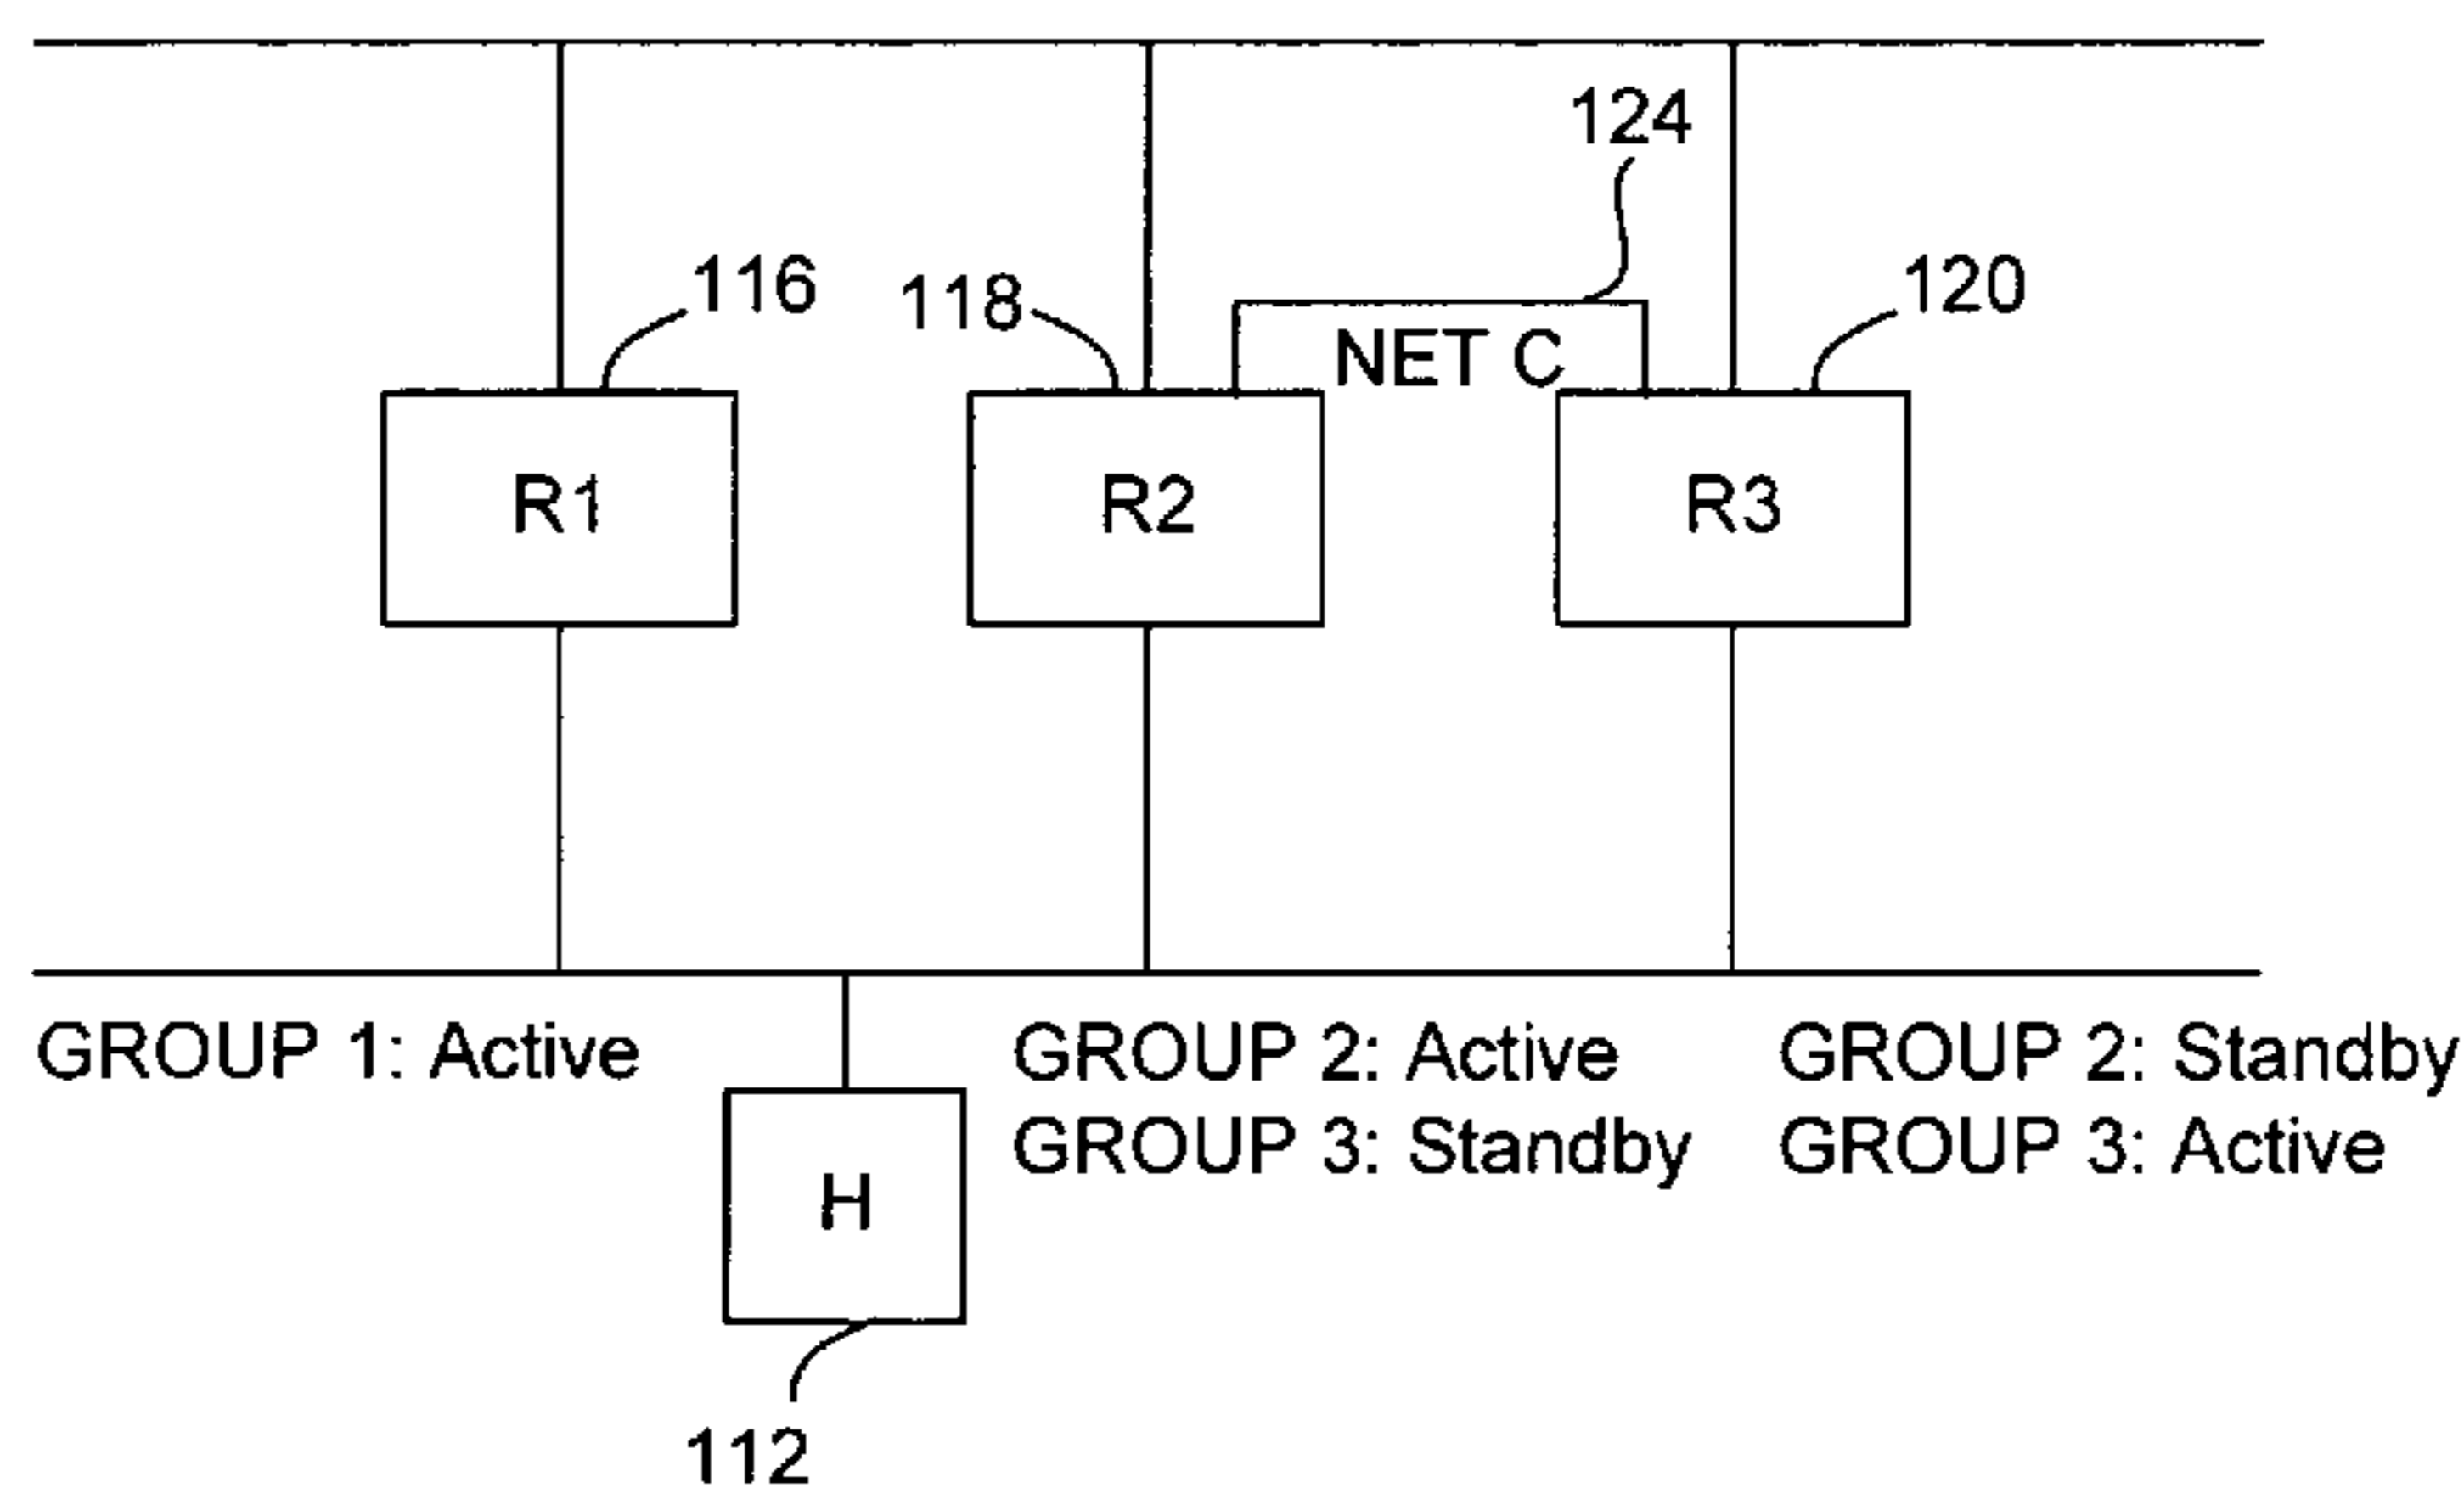 124
116
118
120
NET C
R1
R2
R3
GROUP 1: Active
GROUP 2: Active
GROUP 3: Standby
GROUP 2: Standby
GROUP 3: Active
H
112